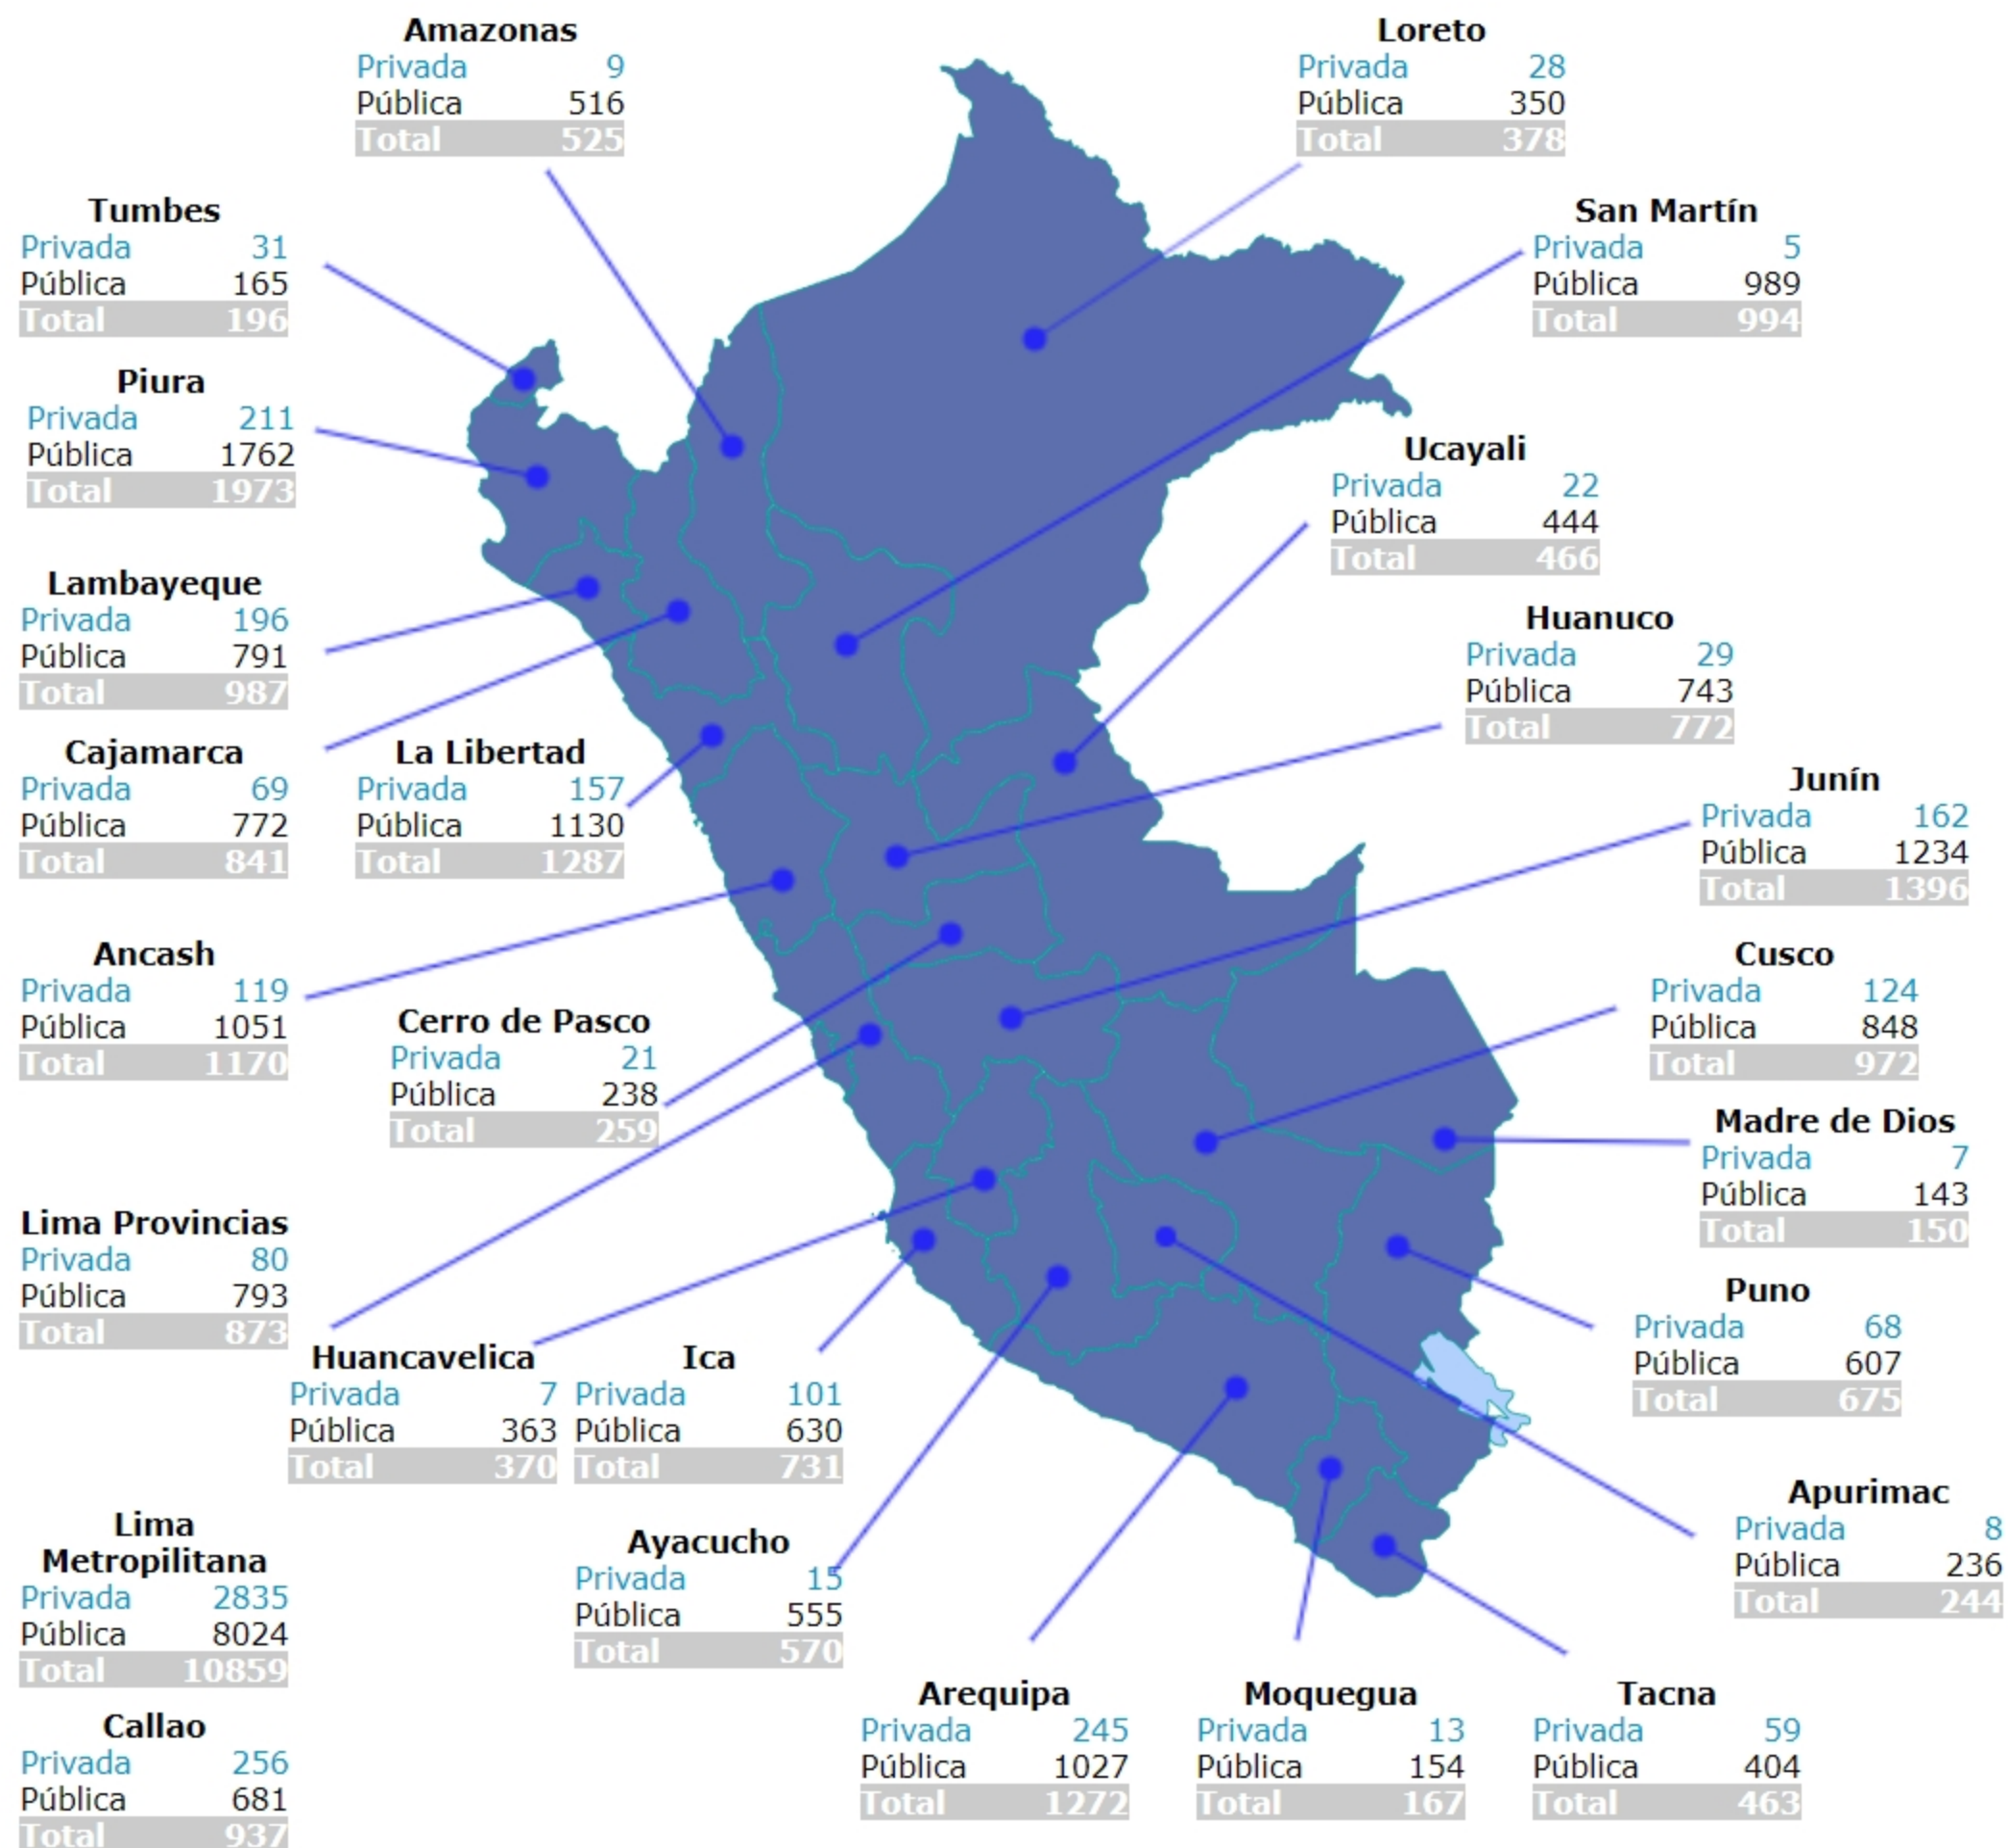 Amazonas
Privada 9
Pública 516
Total 525
Loreto
Privada 28
Pública 350
Total 378
Tumbes
Privada 31
Pública 165
Total 196
San Martín
Privada 5
Pública 989
Total 994
Piura
Privada 211
Pública 1762
Total 1973
Ucayali
Privada 22
Pública 444
Total 466
Lambayeque
Privada 196
Pública 791
Total 987
Huanuco
Privada 29
Pública 743
Total 772
Cajamarca
Privada 69
Pública 772
Total 841
La Libertad
Privada 157
Pública 1130
Total 1287
Junín
Privada 162
Pública 1234
Total 1396
Ancash
Privada 119
Pública 1051
Total 1170
Cusco
Privada 124
Pública 848
Total 972
Cerro de Pasco
Privada 21
Pública 238
Total 259
Madre de Dios
Privada 7
Pública 143
Total 150
Lima Provincias
Privada 80
Pública 793
Total 873
Puno
Privada 68
Pública 607
Total 675
Huancavelica
Privada 7
Pública 363
Total 370
Ica
Privada 101
Pública 630
Total 731
Apurimac
Privada 8
Pública 236
Total 244
Lima
Metropilitana
Privada 2835
Pública 8024
Total 10859
Ayacucho
Privada 15
Pública 555
Total 570
Arequipa
Privada 245
Pública 1027
Total 1272
Moquegua
Privada 13
Pública 154
Total 167
Tacna
Privada 59
Pública 404
Total 463
Callao
Privada 256
Pública 681
Total 937